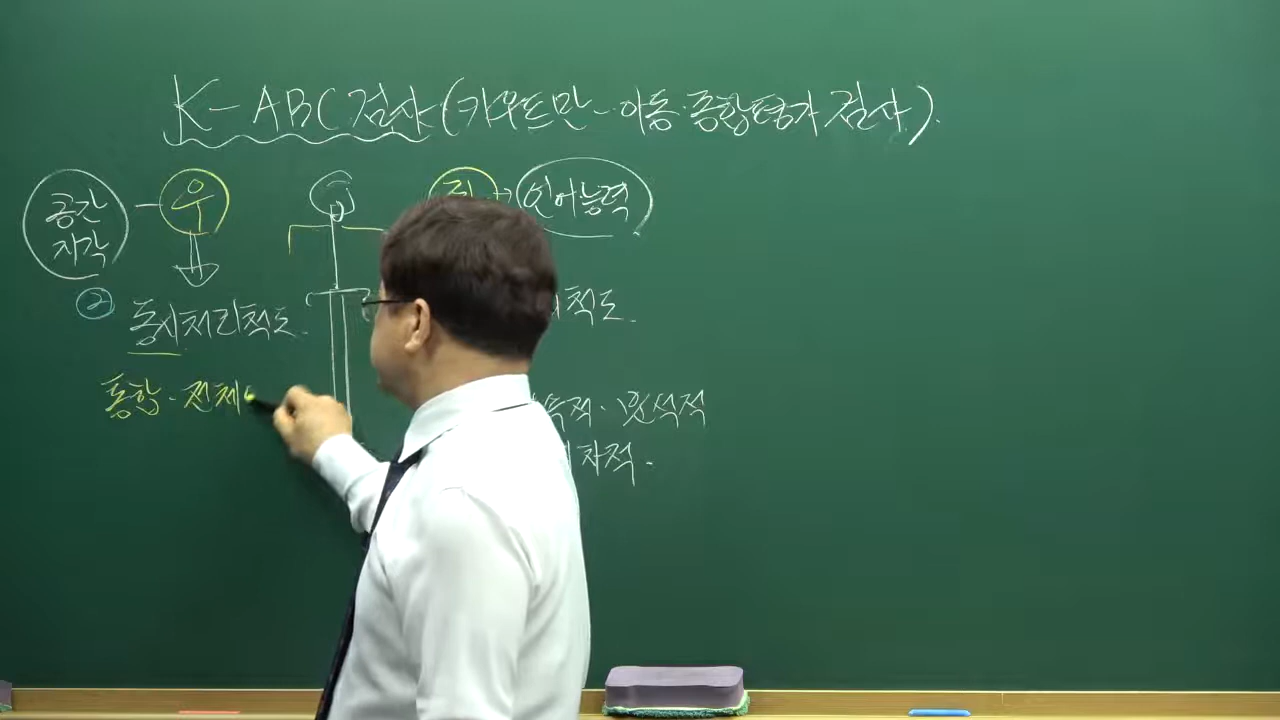 K-ABC 검사 (카우프만-아동·종합평가 검사).
공간
지각
우
좌
언어능력
②
동시처리척도.
척도.
통합·전체
분석적
차적.